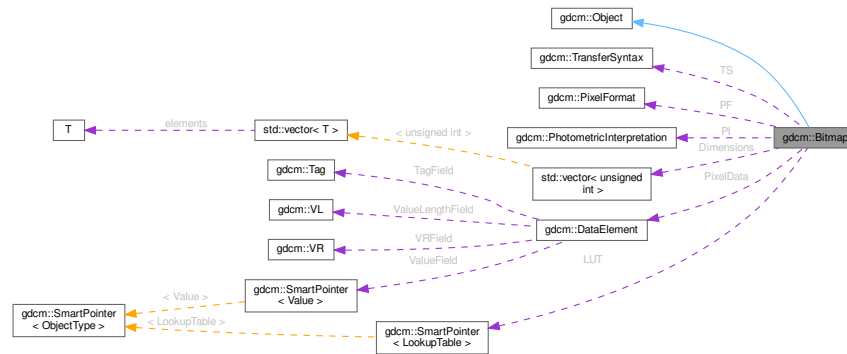 gdcm::Object
gdcm::TransferSyntax
TS
gdcm::PixelFormat
PF
T
elements
std::vector< T >
< unsigned int >
gdcm::PhotometricInterpretation
PI
gdcm::Bitmap
Dimensions
gdcm::Tag
TagField
std::vector< unsigned
int >
PixelData
gdcm::VL
ValueLengthField
gdcm::DataElement
gdcm::VR
VRField
ValueField
LUT
< Value >
gdcm::SmartPointer
< Value >
gdcm::SmartPointer
< ObjectType >
< LookupTable >
gdcm::SmartPointer
< LookupTable >